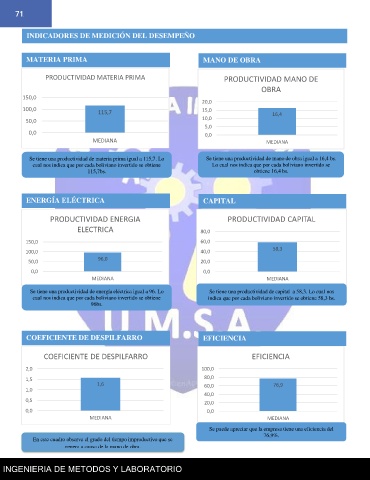 71
INDICADORES DE MEDICIÓN DEL DESEMPEÑO
MATERIA PRIMA
PRODUCTIVIDAD MATERIA PRIMA
150,0
100,0
50,0
0,0
115,7
MEDIANA
Se tiene una productividad de materia prima igual a 115,7. Lo
cual nos indica que por cada boliviano invertido se obtiene
115,7bs.
MANO DE OBRA
PRODUCTIVIDAD MANO DE
OBRA
20,0
15,0
10,0
5,0
0,0
16,4
MEDIANA
Se tiene una productividad de mano de obra igual a 16,4 bs.
Lo cual nos indica que por cada boliviano invertido se
obtiene 16,4 bs.
ENERGÍA ELÉCTRICA
PRODUCTIVIDAD ENERGIA
ELECTRICA
150,0
100,0
50,0
0,0
96,0
MEDIANA
Se tiene una productividad de energía eléctrica igual a 96. Lo
cual nos indica que por cada boliviano invertido se obtiene
96bs.
CAPITAL
PRODUCTIVIDAD CAPITAL
80,0
60,0
40,0
20,0
0,0
58,3
MEDIANA
Se tiene una productividad de capital a 58,3. Lo cual nos
indica que por cada boliviano invertido se obtiene 58,3 bs.
U.M.S.A.
COEFICIENTE DE DESPILFARRO
COEFICIENTE DE DESPILFARRO
2,0
1,5
1,0
0,5
0,0
1,6
MEDIANA
En este cuadro observa el grado del tiempo improductivo que se
genera a causa de la mano de obra
EFICIENCIA
EFICIENCIA
100,0
80,0
60,0
40,0
20,0
0,0
76,9
MEDIANA
Se puede apreciar que la empresa tiene una eficiencia del
76,9%.
INGENIERIA DE METODOS Y LABORATORIO